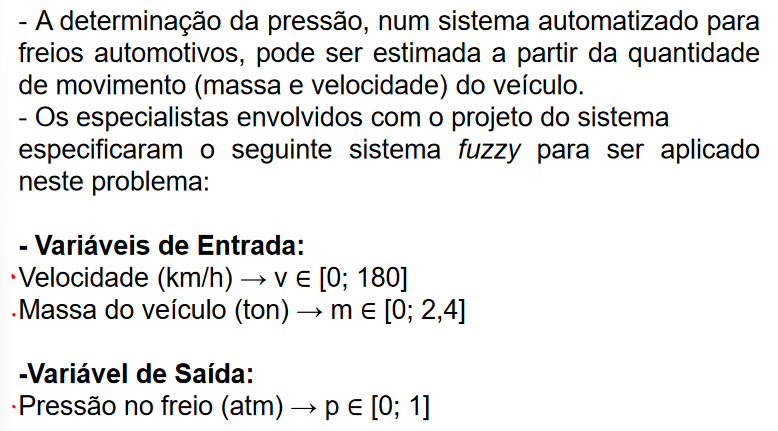 - A determinação da pressão, num sistema automatizado para
freios automotivos, pode ser estimada a partir da quantidade
de movimento (massa e velocidade) do veículo.
- Os especialistas envolvidos com o projeto do sistema
especificaram o seguinte sistema fuzzy para ser aplicado
neste problema:
- Variáveis de Entrada:
•Velocidade (km/h) → v ∈ [0; 180]
•Massa do veículo (ton) → m ∈ [0; 2,4]
-Variável de Saída:
•Pressão no freio (atm) → p ∈ [0; 1]